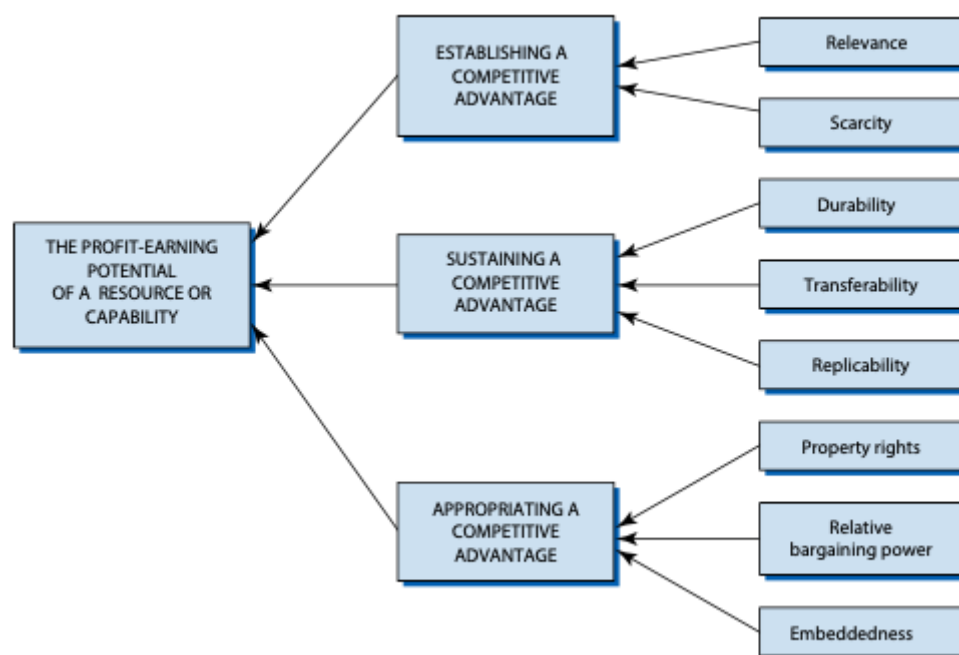 THE PROFIT-EARNING
POTENTIAL
OF A RESOURCE OR
CAPABILITY
ESTABLISHING A
COMPETITIVE
ADVANTAGE
Relevance
Scarcity
SUSTAINING A
COMPETITIVE
ADVANTAGE
Durability
Transferability
Replicability
APPROPRIATING A
COMPETITIVE
ADVANTAGE
Property rights
Relative
bargaining power
Embeddedness